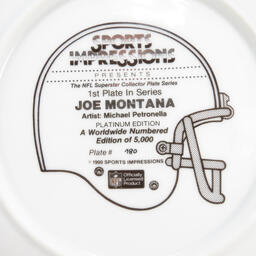 SPORTS
IMPRESSIONS
PRESENTS
The NFL Superstar Collector Plate Series
1st Plate In Series
JOE MONTANA
Artist: Michael Petronella
PLATINUM EDITION
A Worldwide Numbered
Edition of 5,000
Plate #
© 1990 SPORTS IMPRESSIONS
NFL
Officially
Licensed
Product